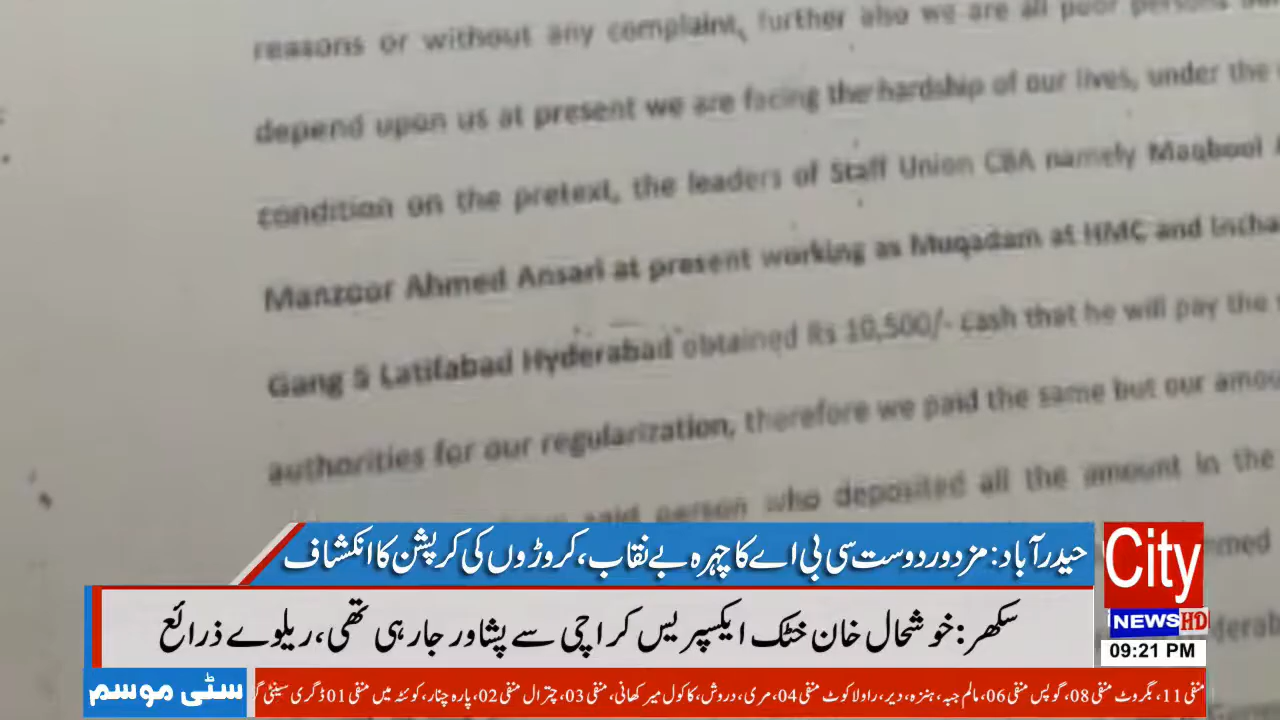 reasons or without any complaint, further also we are all poor persons
depend upon us at present we are facing the hardship of our lives, under the
condition on the pretext, the leaders of Staff Union CBA namely Maqbool
Manzoor Ahmed Ansari at present working as Muqadam at HMC and Incha
Gang 5 Latifabad Hyderabad obtained Rs 10,500/- cash that he will pay the
authorities for our regularization, therefore we paid the same but our amou
said person who deposited all the amount in the
حیدرآباد: مزدور دوست سی بی اے کا چہرہ بے نقاب، کروڑوں کی کرپشن کا انکشاف
City
NEWS HD
سکھر: خوشحال خان خٹک ایکسپریس کراچی سے پشاور جارہی تھی، ریلوے ذرائع
09:21 PM
سٹی موسم
منفی 11، بگروٹ منفی 08، گوپس منفی 06، مالم جبہ، ہنزہ، دیر، راولاکوٹ منفی 04، مری، دروش، کاکول میر کھانی، منفی 03، چترال منفی 02، پارہ چنار، کوئٹہ میں منفی 01 ڈگری سینٹی گ